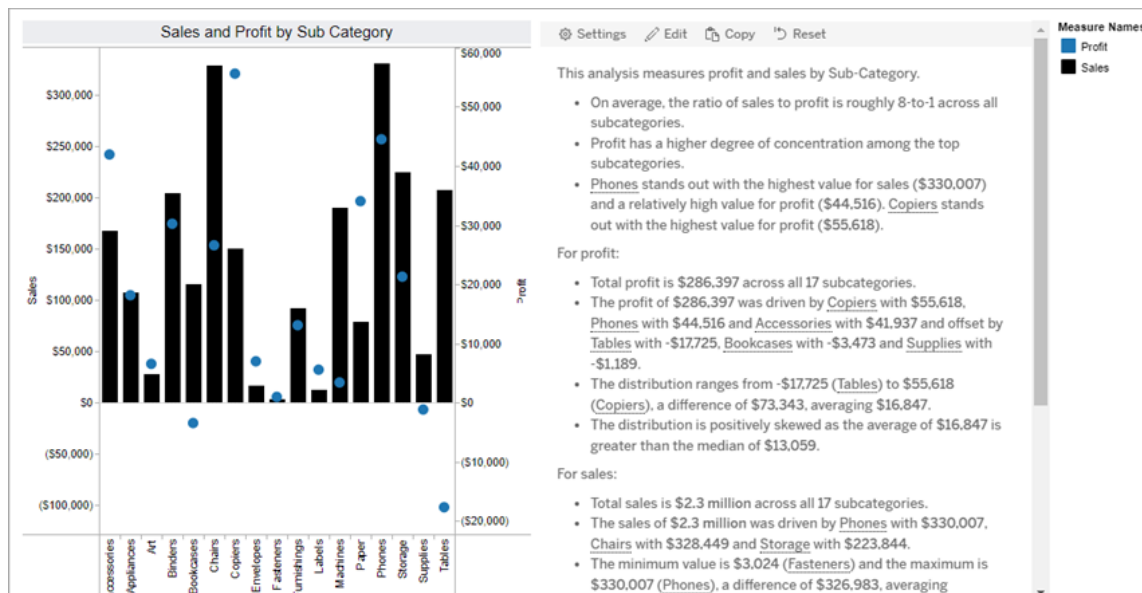 Sales and Profit by Sub Category
$300,000
$250,000
$200,000
$150,000
$100,000
$50,000
$0
($50,000)
($100,000)
Sales
$60,000
$50,000
$40,000
$30,000
$20,000
$10,000
$0
($10,000)
($20,000)
Profit
ccessories
Appliances
Art
Binders
Bookcases
Chairs
Copiers
Envelopes
Fasteners
urnishings
Labels
Machines
Paper
Phones
Storage
Supplies
Tables
Settings Edit Copy Reset
This analysis measures profit and sales by Sub-Category.
• On average, the ratio of sales to profit is roughly 8-to-1 across all
subcategories.
• Profit has a higher degree of concentration among the top
subcategories.
• Phones stands out with the highest value for sales ($330,007)
and a relatively high value for profit ($44,516). Copiers stands
out with the highest value for profit ($55,618).
For profit:
• Total profit is $286,397 across all 17 subcategories.
• The profit of $286,397 was driven by Copiers with $55,618,
Phones with $44,516 and Accessories with $41,937 and offset by
Tables with -$17,725, Bookcases with -$3,473 and Supplies with
-$1,189.
• The distribution ranges from -$17,725 (Tables) to $55,618
(Copiers), a difference of $73,343, averaging $16,847.
• The distribution is positively skewed as the average of $16,847 is
greater than the median of $13,059.
For sales:
• Total sales is $2.3 million across all 17 subcategories.
• The sales of $2.3 million was driven by Phones with $330,007,
Chairs with $328,449 and Storage with $223,844.
• The minimum value is $3,024 (Fasteners) and the maximum is
$330,007 (Phones), a difference of $326,983, averaging
Measure Names
Profit
Sales